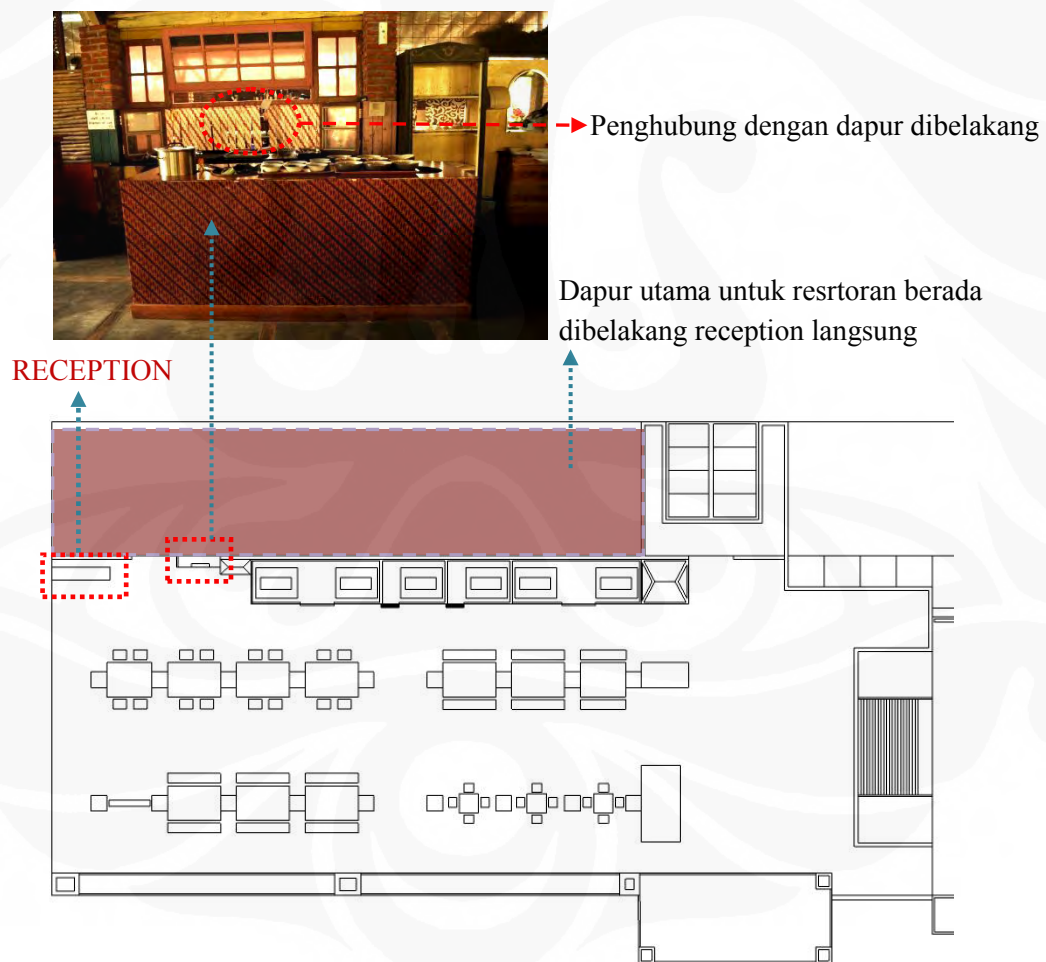 Penghubung dengan dapur dibelakang
Dapur utama untuk resrtoran berada
dibelakang reception langsung
RECEPTION